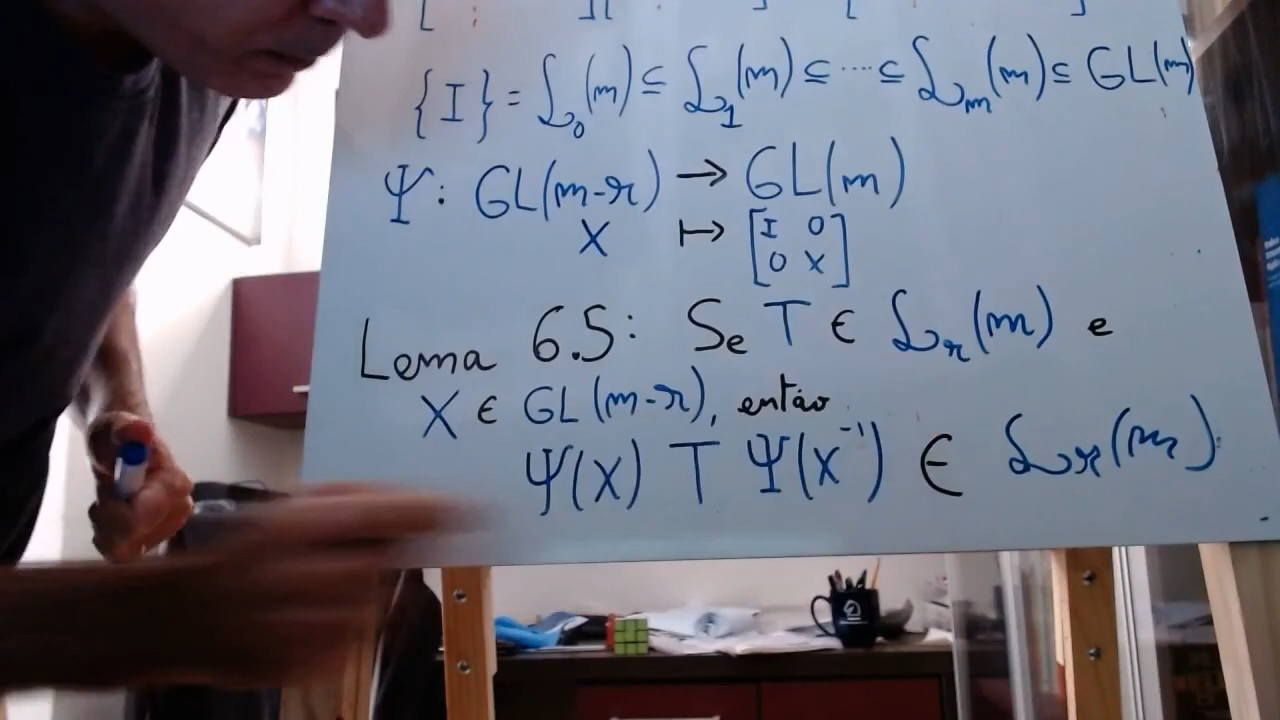 {I} = ℒ₀(m) ⊆ ℒ₁(m) ⊆ ····⊆ ℒₘ(m) ⊆ GL(m)
Ψ: GL(m-r) → GL(m)
X ↦ [I 0
0 X]
Lema 6.5: Se T ∈ ℒᵣ(m) e
X ∈ GL(m-r), então
Ψ(X) T Ψ(X⁻¹) ∈ ℒᵣ(m).